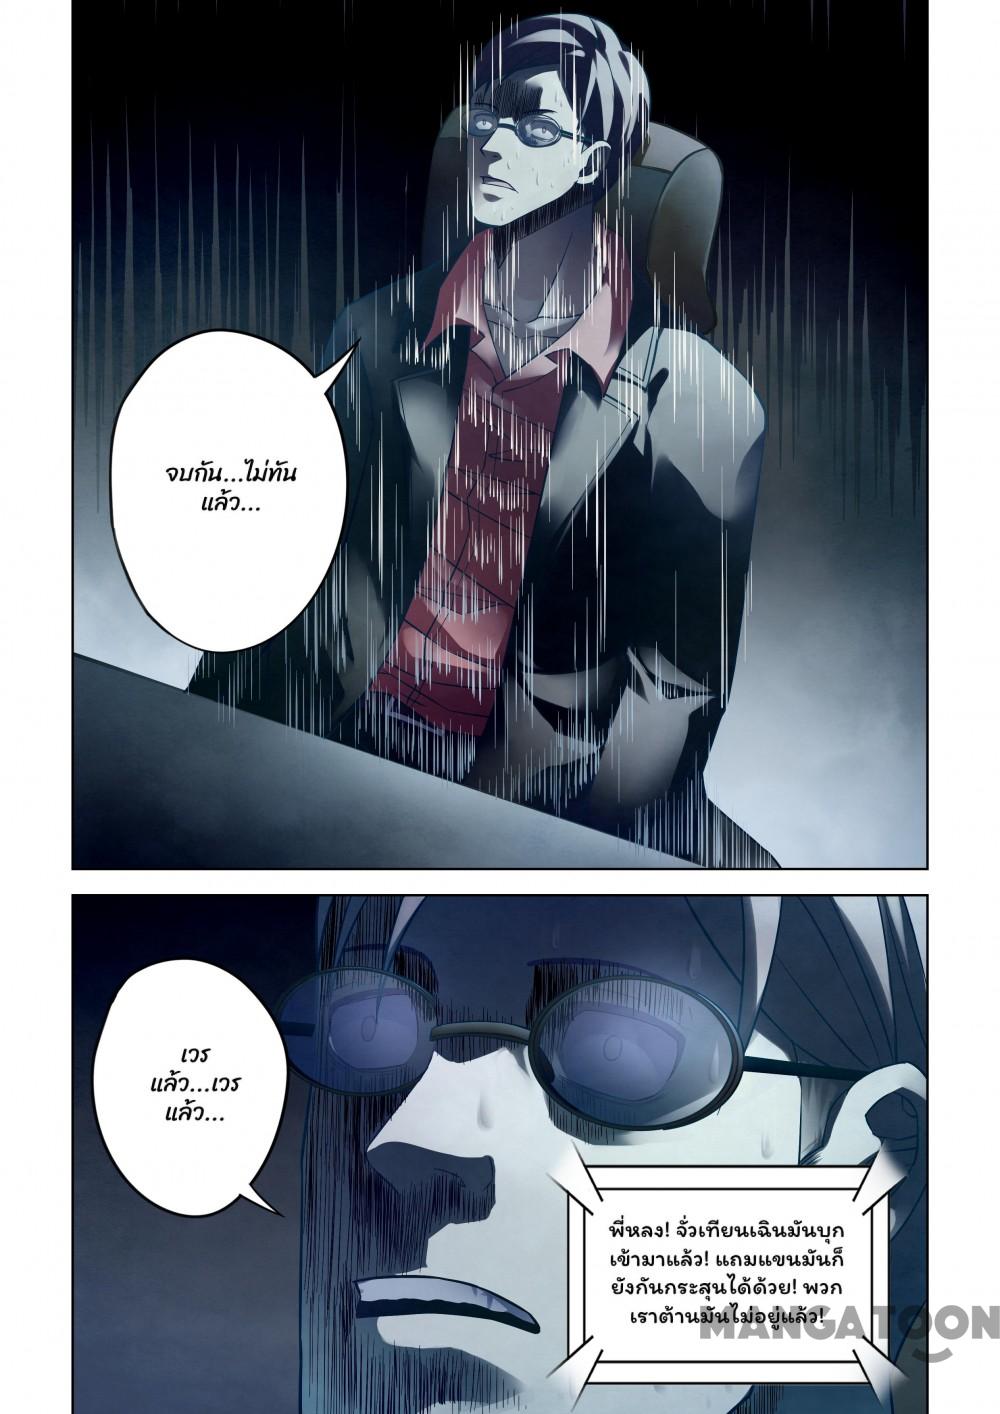 จบกัน...ไม่ทัน
แล้ว...
เวร
แล้ว...เวร
แล้ว...
พี่หลง! จั่วเทียนเฉินมันบุก
เข้ามาแล้ว! แถมแขนมันก็
ยังกันกระสุนได้ด้วย! พวก
เราต้านมันไม่อยู่แล้ว!
MANGATOON